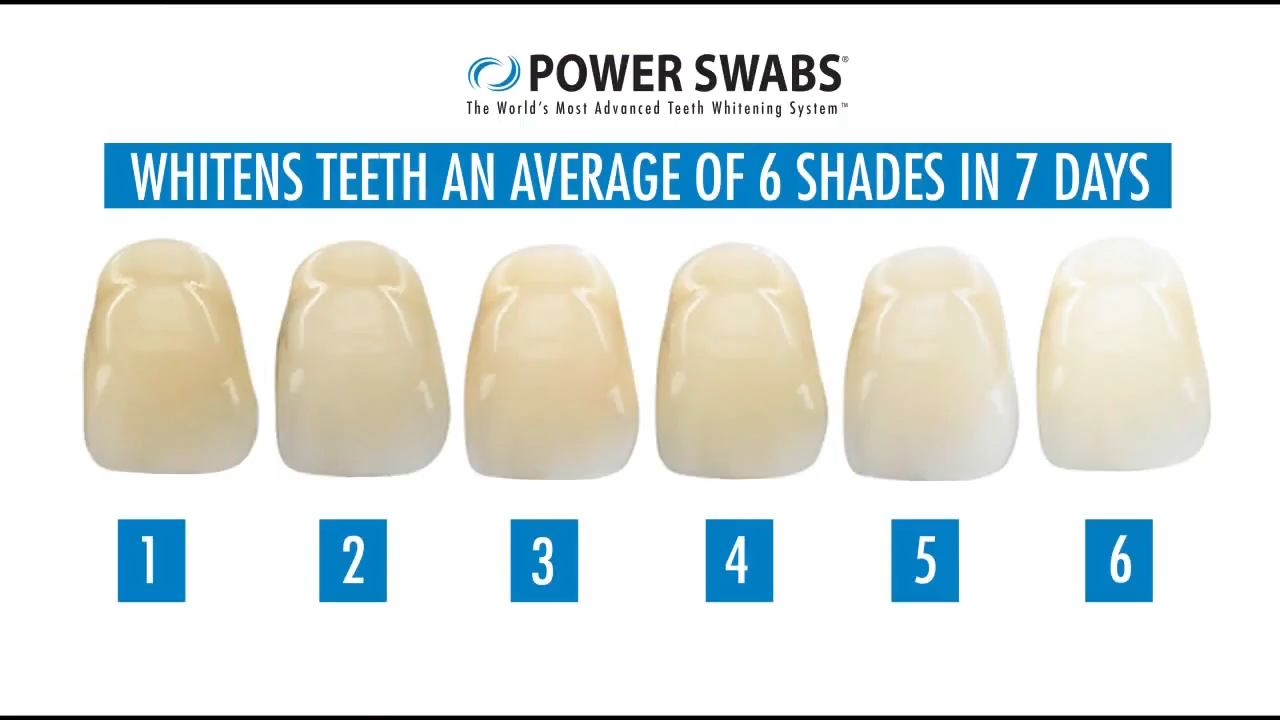 POWER SWABS®
The World's Most Advanced Teeth Whitening System™
WHITENS TEETH AN AVERAGE OF 6 SHADES IN 7 DAYS
1 2 3 4 5 6